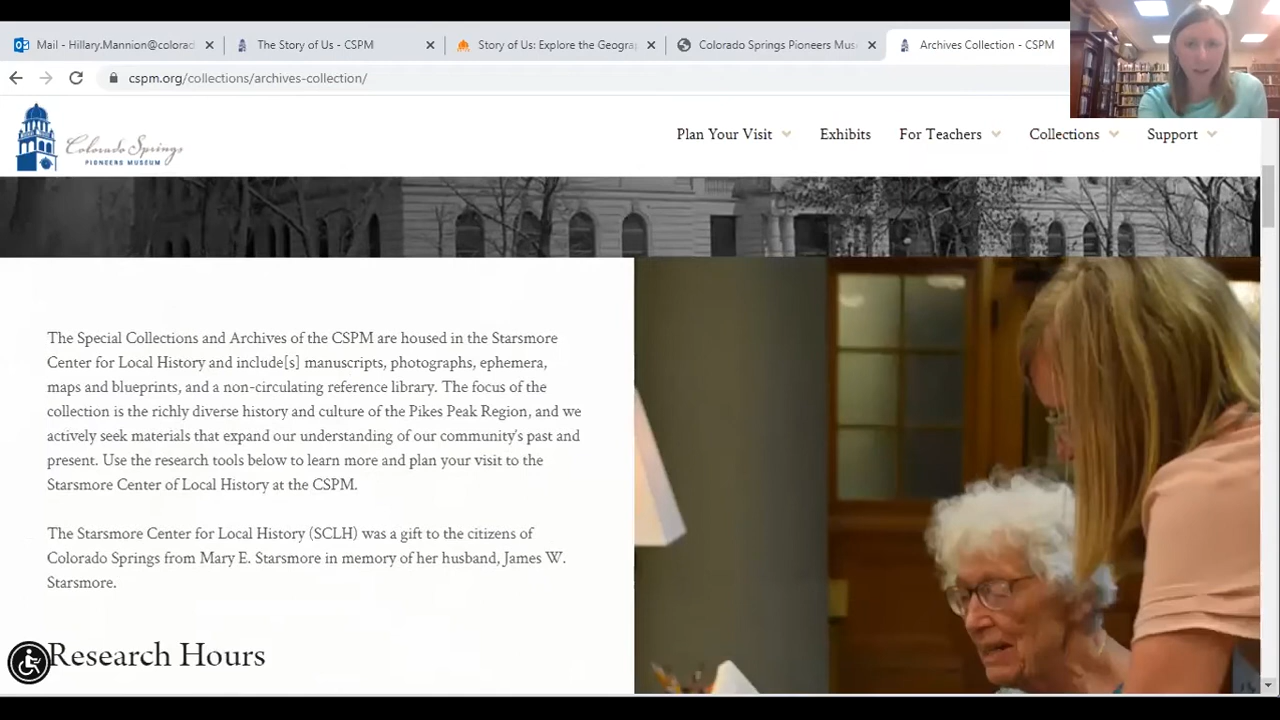 Mail - Hillary.Mannion@colorad
The Story of Us - CSPM
Story of Us: Explore the Geogra
Colorado Springs Pioneers Muse
Archives Collection - CSPM
cspm.org/collections/archives-collection/
Colorado Springs
PIONEERS MUSEUM
Plan Your Visit
Exhibits
For Teachers
Collections
Support
The Special Collections and Archives of the CSPM are housed in the Starsmore
Center for Local History and include[s] manuscripts, photographs, ephemera,
maps and blueprints, and a non-circulating reference library. The focus of the
collection is the richly diverse history and culture of the Pikes Peak Region, and we
actively seek materials that expand our understanding of our community's past and
present. Use the research tools below to learn more and plan your visit to the
Starsmore Center of Local History at the CSPM.
The Starsmore Center for Local History (SCLH) was a gift to the citizens of
Colorado Springs from Mary E. Starsmore in memory of her husband, James W.
Starsmore.
Research Hours